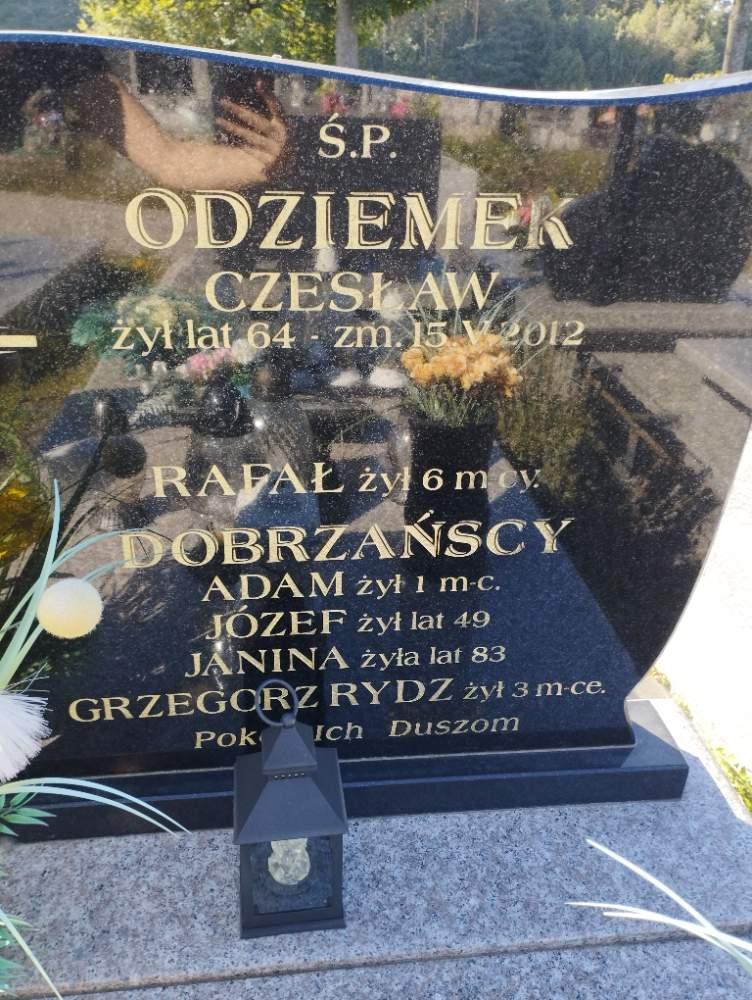 Ś.P.
ODZIEMEK
CZESŁAW
żył lat 64 - zm. 15 V 2012
RAFAŁ żył 6 m cy.
DOBRZAŃSCY
ADAM żył 1 m-c.
JÓZEF żył lat 49
JANINA żyła lat 83
GRZEGORZ RYDZ żył 3 m-ce.
Ich Duszom